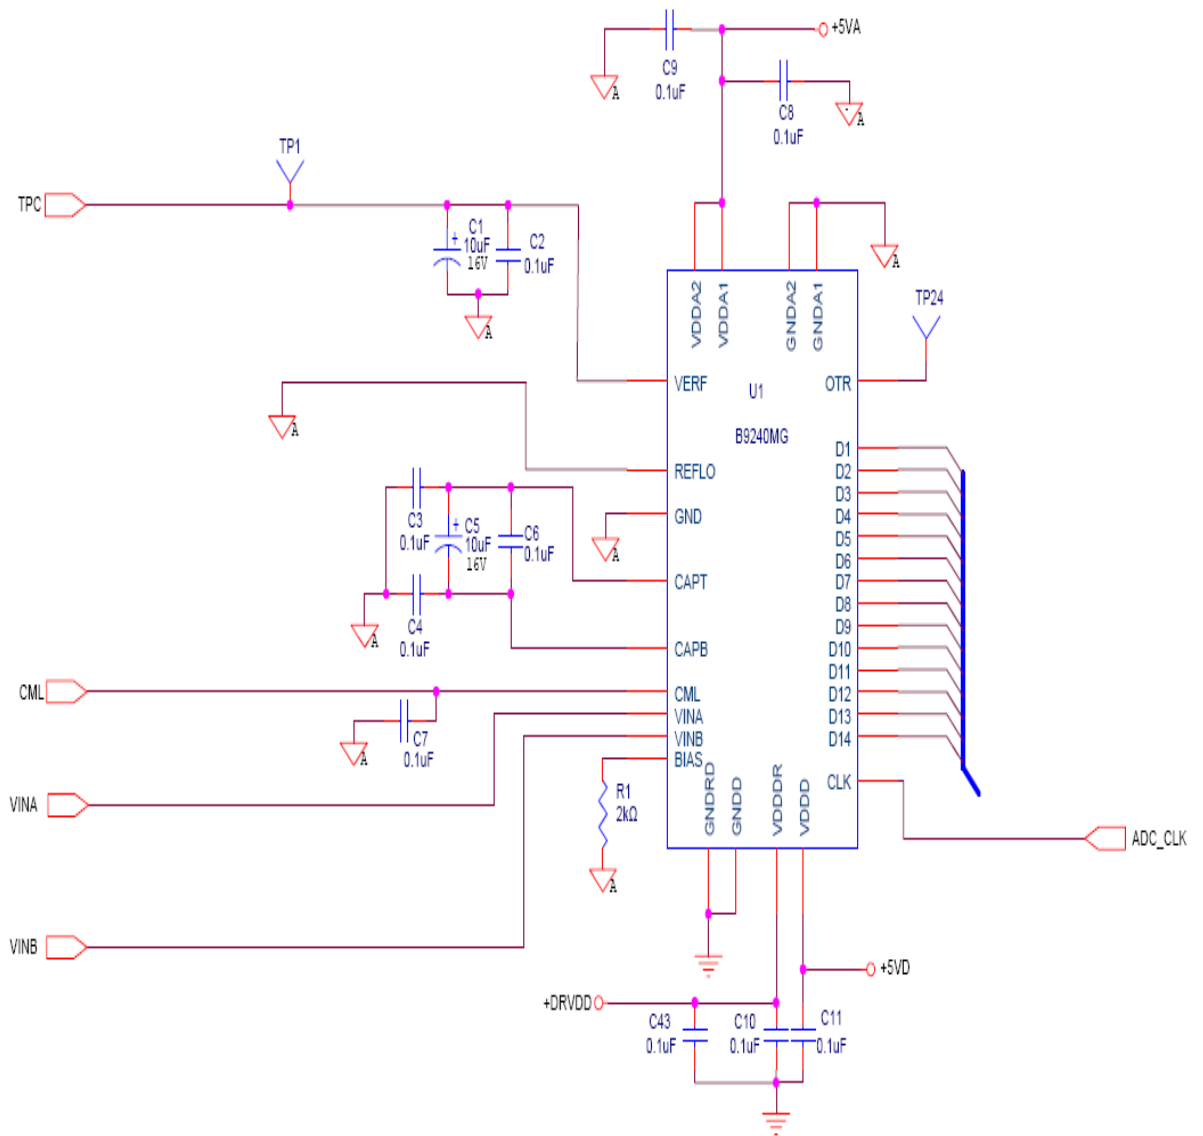 +5VA
C9
0.1uF
A
C8
0.1uF
A
TP1
TPC
C1
+
10uF
16V
C2
0.1uF
A
A
VDDA2
VDDA1
GNDA2
GNDA1
TP24
VERF
U1
OTR
B9240MG
A
REFLO
D1
D2
D3
D4
D5
D6
D7
D8
D9
D10
D11
D12
D13
D14
GND
A
C3
0.1uF
+
C5
10uF
16V
C6
0.1uF
CAPT
C4
0.1uF
A
CAPB
CML
CML
VINA
VINB
BIAS
C7
0.1uF
A
VINA
R1
2kΩ
A
GNDRD
GNDD
VDDDR
VDDD
CLK
ADC_CLK
VINB
+5VD
+DRVDD
C43
0.1uF
C10
0.1uF
C11
0.1uF